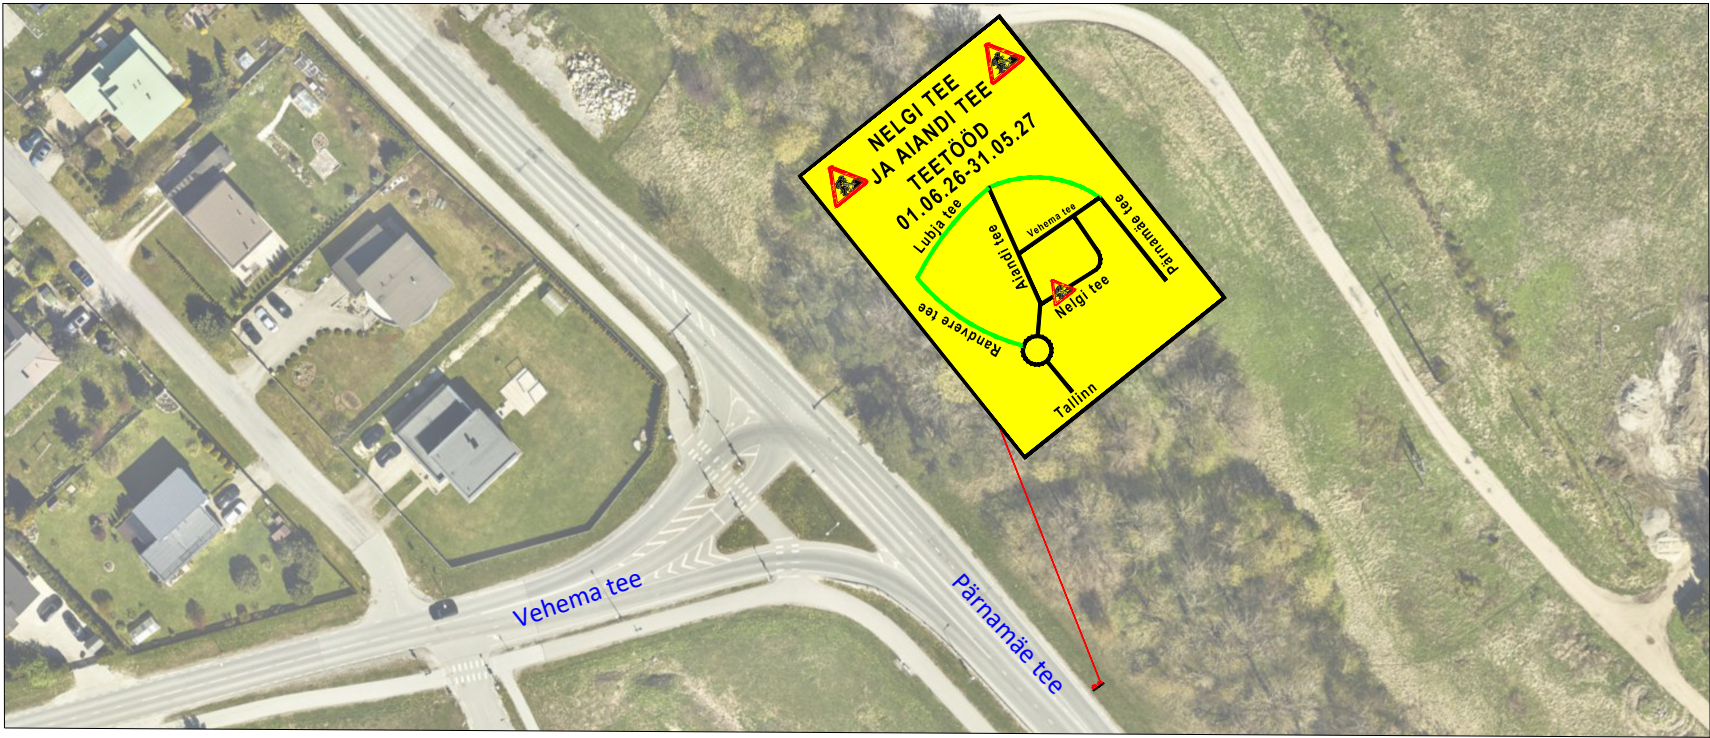 NELGI TEE
JA AIANDI TEE
TEETÖÖD
01.06.26-31.05.27
Lubja tee
Aiandi tee
Vehema tee
Pärnamäe tee
Nelgi tee
Randvere tee
Tallinn
Vehema tee
Pärnamäe tee